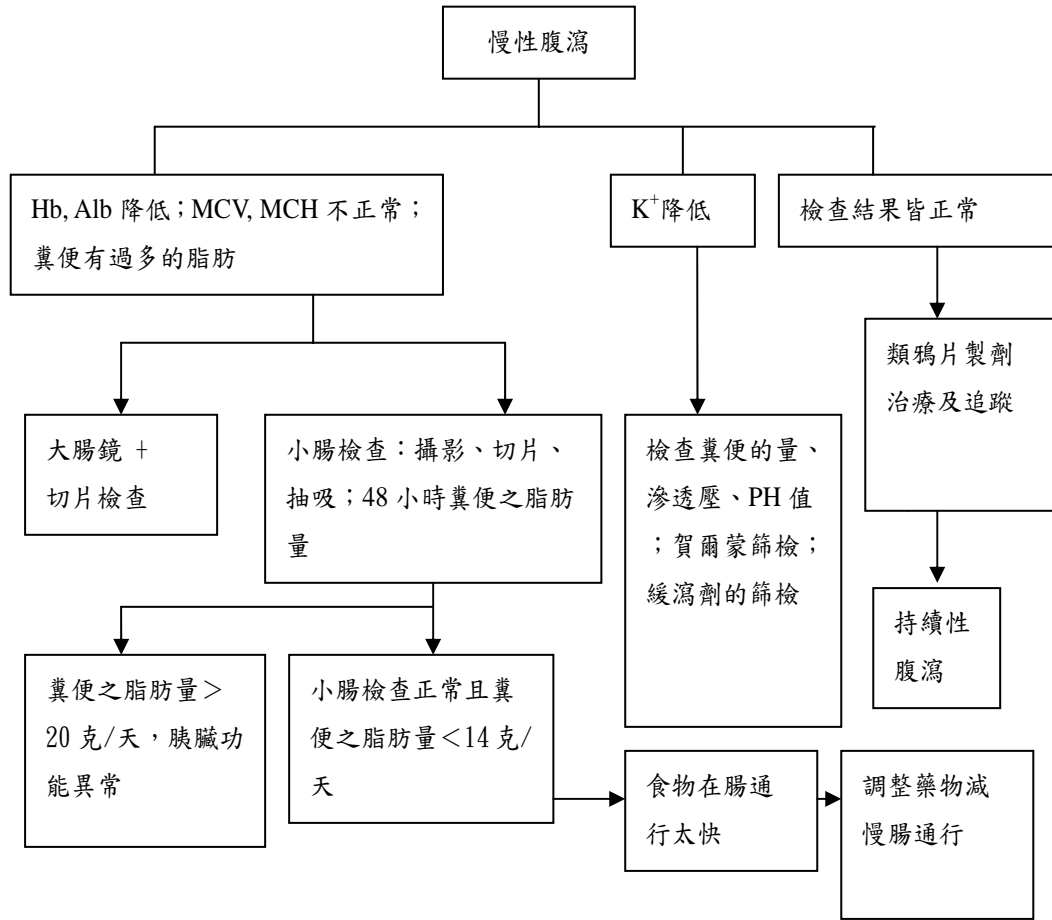 慢性腹瀉
Hb, Alb 降低；MCV, MCH 不正常；
糞便有過多的脂肪
K+降低
檢查結果皆正常
大腸鏡 +
切片檢查
小腸檢查：攝影、切片、
抽吸；48 小時糞便之脂肪
量
檢查糞便的量、
滲透壓、PH 值
；賀爾蒙篩檢；
緩瀉劑的篩檢
類鴉片製劑
治療及追蹤
持續性
腹瀉
糞便之脂肪量＞
20 克/天，胰臟功
能異常
小腸檢查正常且糞
便之脂肪量＜14 克/
天
食物在腸通
行太快
調整藥物減
慢腸通行